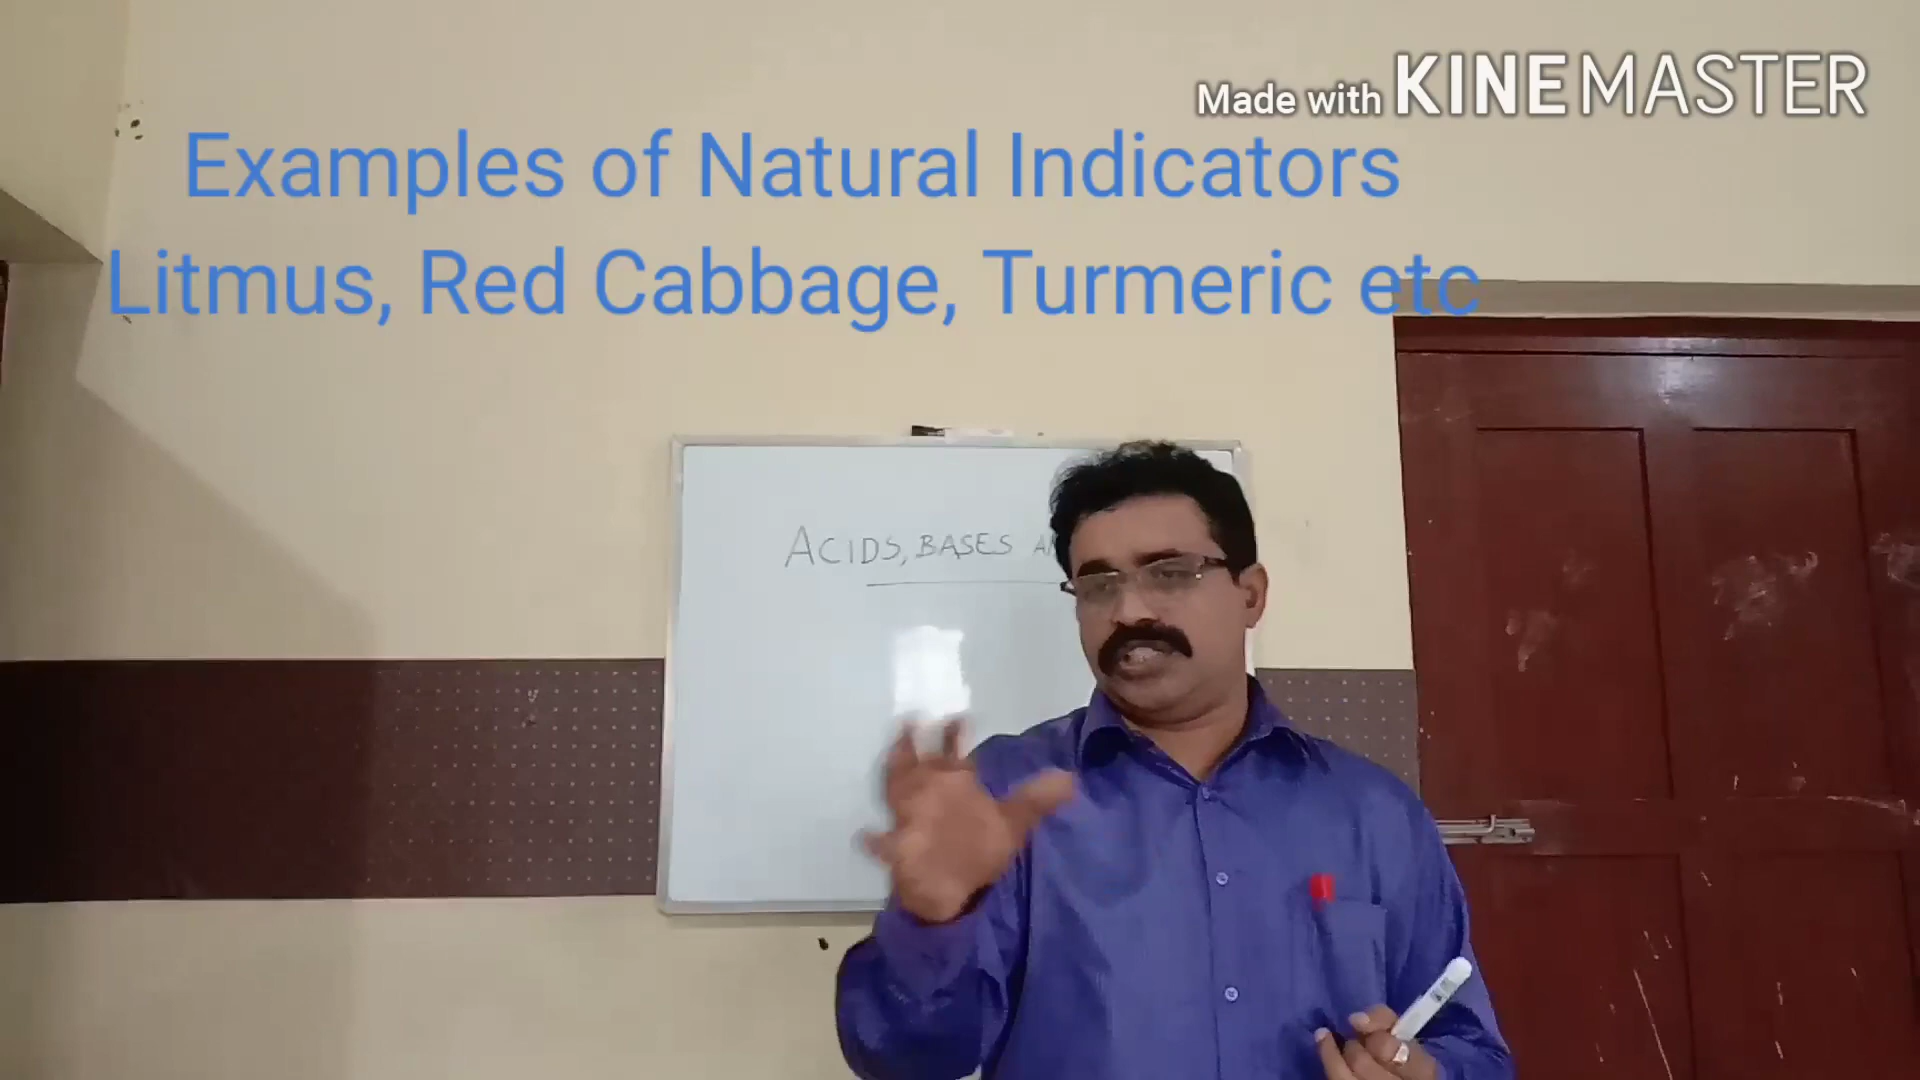 Made with KINEMASTER
Examples of Natural Indicators
Litmus, Red Cabbage, Turmeric etc
ACIDS, BASES